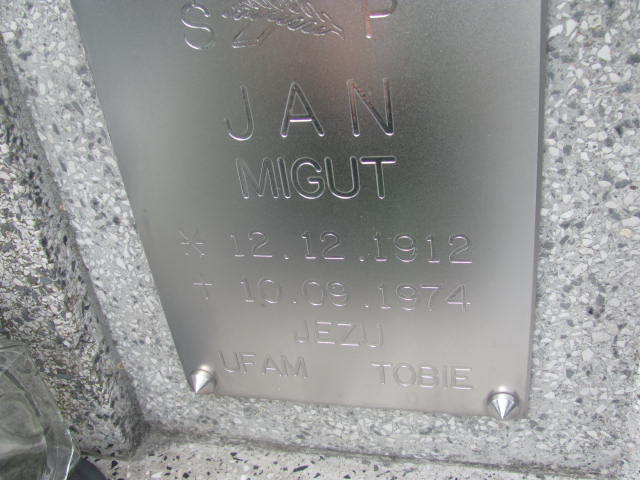 S P
JAN
MIGUT
* 12.12.1912
† 10.09.1974
JEZU
UFAM TOBIE